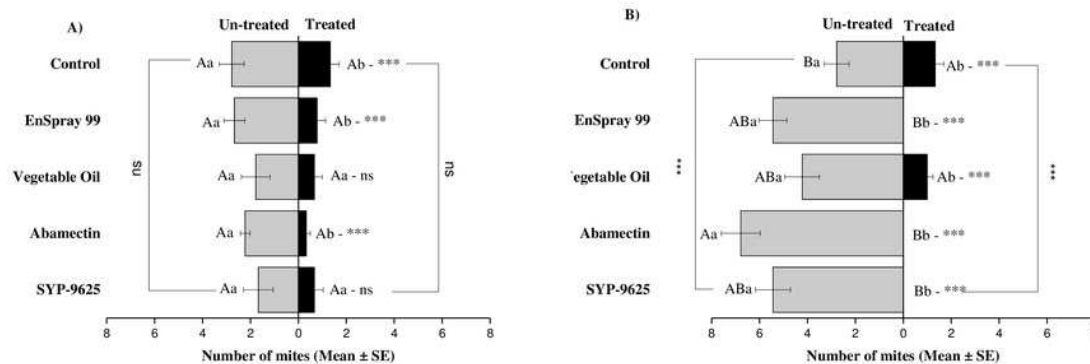 A)
Un-treated Treated
Control
Aa
Ab - ***
EnSpray 99
Aa
Ab - ***
Vegetable Oil
Aa
Aa - ns
Abamectin
Aa
Ab - ***
SYP-9625
Aa
Aa - ns
ns
ns
8 6 4 2 0 2 4 6 8
Number of mites (Mean ± SE)
B)
Un-treated Treated
Control
Ba
Ab - ***
EnSpray 99
ABa
Bb - ***
egetable Oil
ABa
Ab - ***
Abamectin
Aa
Bb - ***
SYP-9625
ABa
Bb - ***
***
***
8 6 4 2 0 2 4 6 8
Number of mites (Mean ± SE)